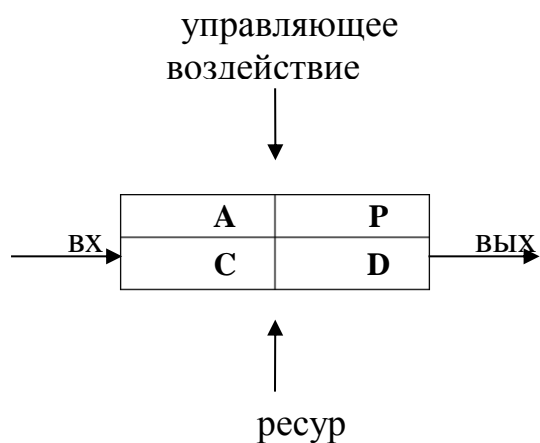 управляющее
воздействие
A P
вх вых
C D
ресур